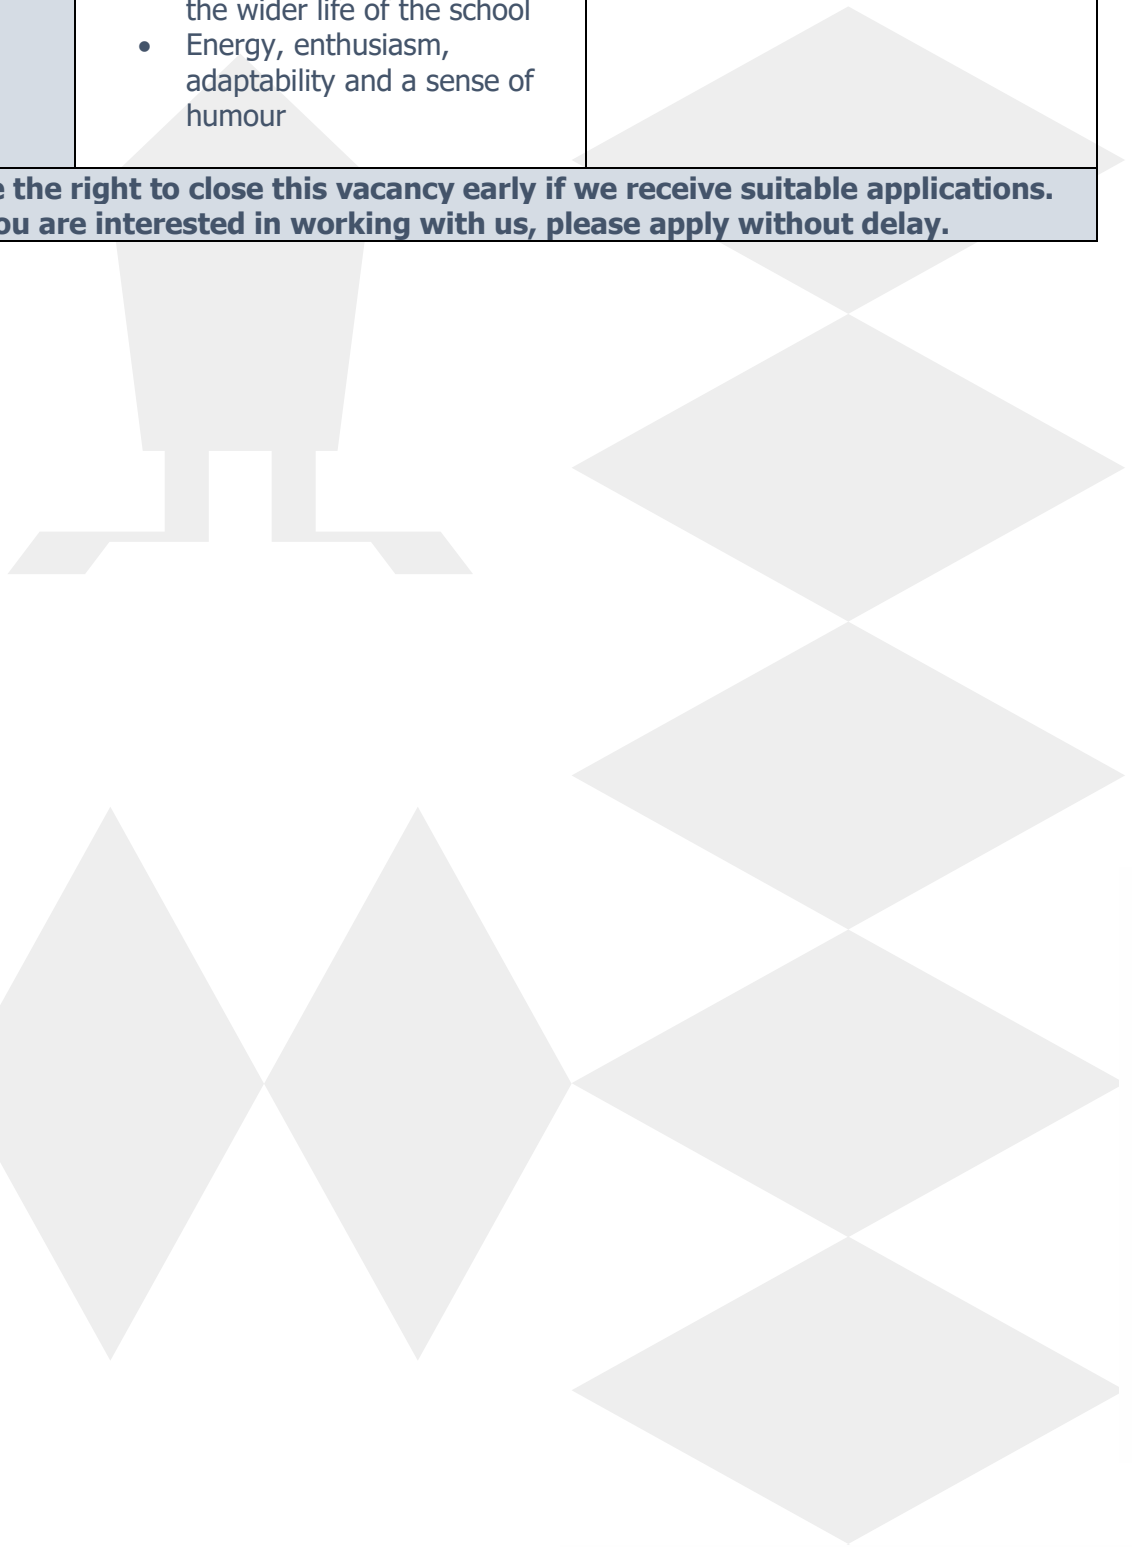 the wider life of the school
• Energy, enthusiasm,
adaptability and a sense of
humour
the right to close this vacancy early if we receive suitable applications.
are interested in working with us, please apply without delay.